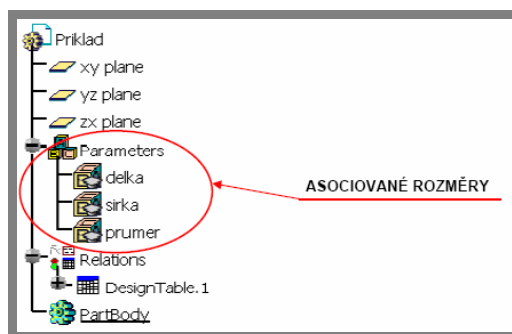 Priklad
xy plane
yz plane
zx plane
Parameters
delka
ASOCIOVANÉ ROZMĚRY
sirka
prumer
Relations
DesignTable.1
PartBody